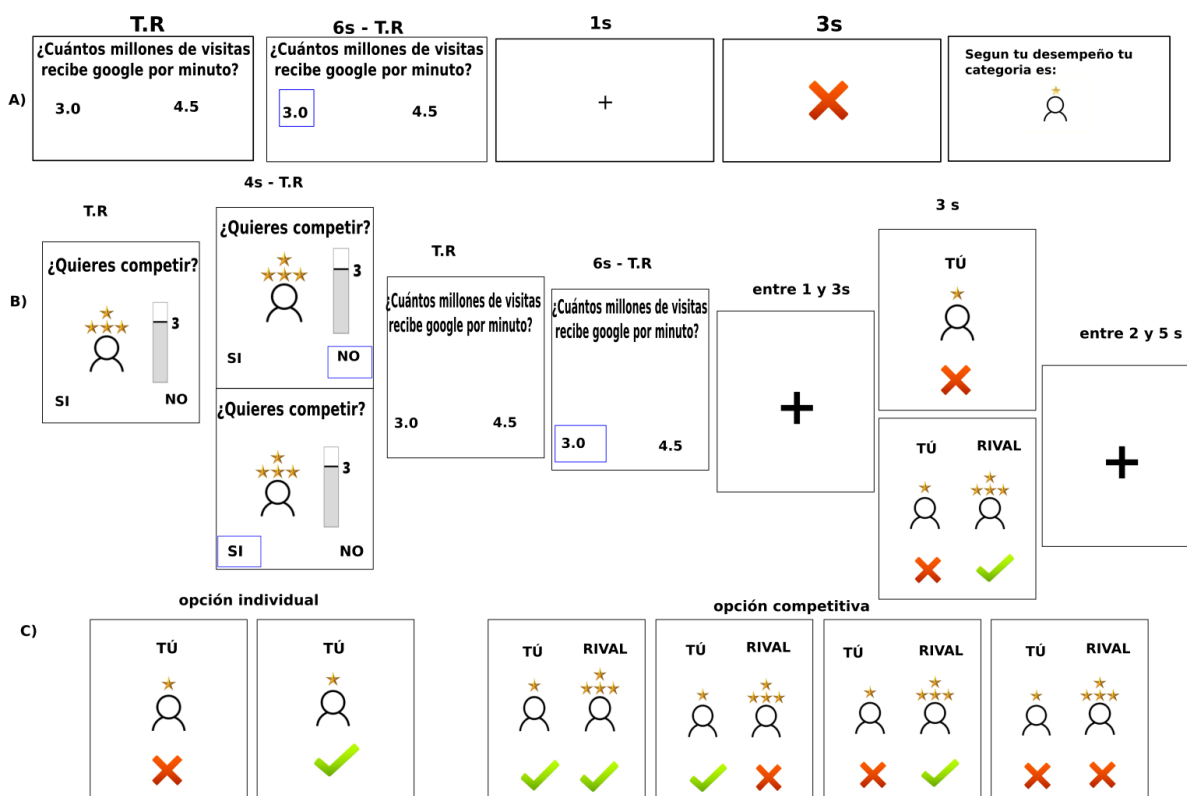 T.R
6s - T.R
1s
3s
A)
¿Cuántos millones de visitas
recibe google por minuto?
3.0
4.5
¿Cuántos millones de visitas
recibe google por minuto?
3.0
4.5
+
Segun tu desempeño tu
categoria es:
B)
T.R
¿Quieres competir?
3
SI
NO
4s - T.R
¿Quieres competir?
3
SI
NO
¿Quieres competir?
3
SI
NO
T.R
¿Cuántos millones de visitas
recibe google por minuto?
3.0
4.5
6s - T.R
¿Cuántos millones de visitas
recibe google por minuto?
3.0
4.5
entre 1 y 3s
+
3 s
TÚ
TÚ
RIVAL
entre 2 y 5 s
+
C)
opción individual
TÚ
TÚ
opción competitiva
TÚ
RIVAL
TÚ
RIVAL
TÚ
RIVAL
TÚ
RIVAL